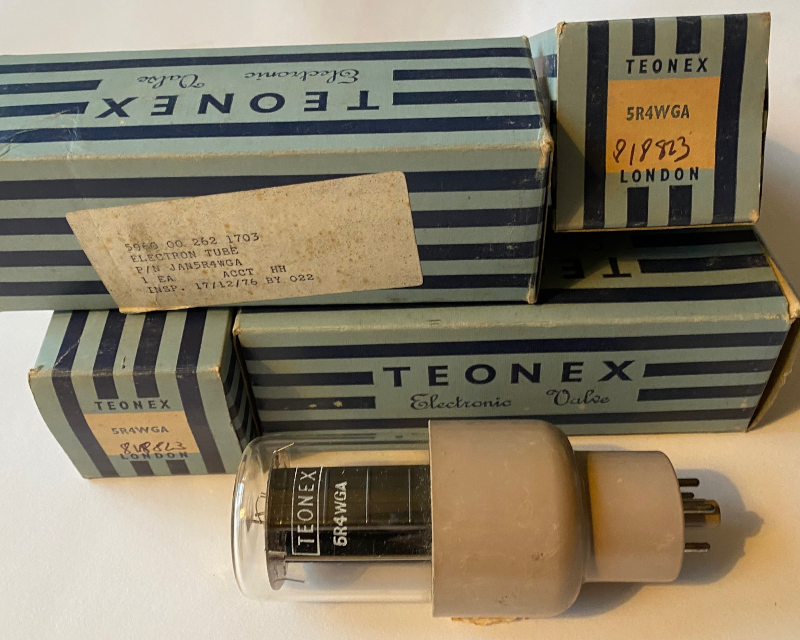 TEONEX
Electronic Valve
5960 00 262 1703
ELECTRON TUBE
P/N JAN5R4WGA
1 EA ACCT HH
INSP. 17/12/76 BY 022
TEONEX
5R4WGA
818823
LONDON
TE
TEONEX
5R4WGA
818823
LONDON
TEONEX
Electronic Valve
TEONEX
5R4WGA